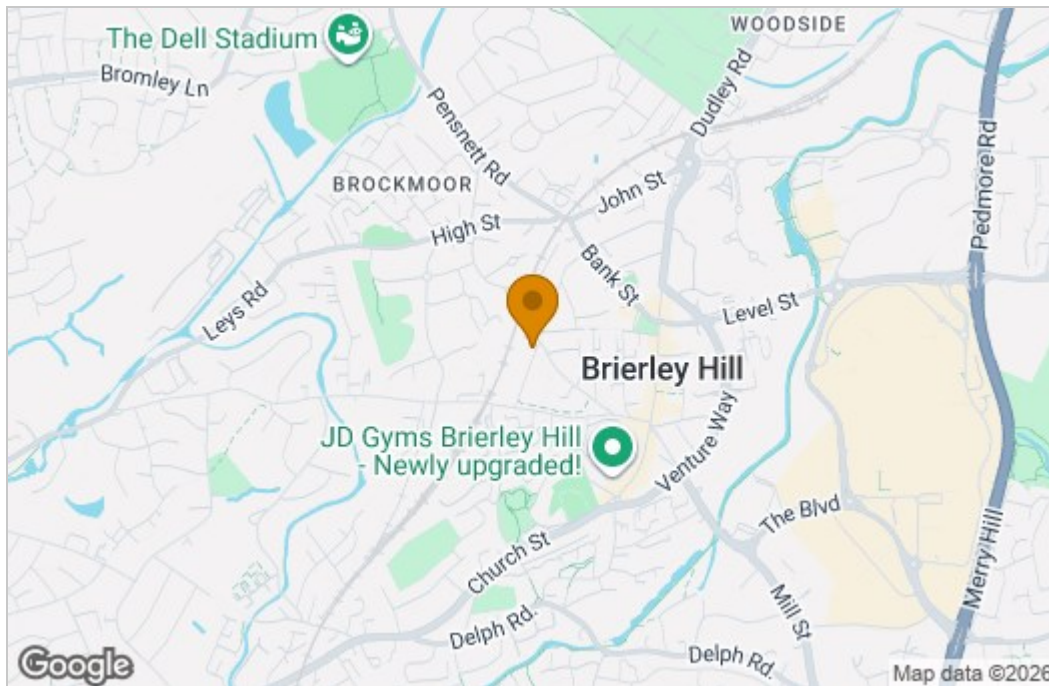 WOODSIDE
The Dell Stadium
Bromley Ln
Dudley Rd
Pensnett Rd
Pedmore Rd
BROCKMOOR
John St
High St
Bank St
Leys Rd
Level St
Brierley Hill
JD Gyms Brierley Hill
- Newly upgraded!
Venture Way
The Blvd
Church St
Merry Hill
Mill St
Delph Rd.
Delph Rd.
Google
Map data ©2026